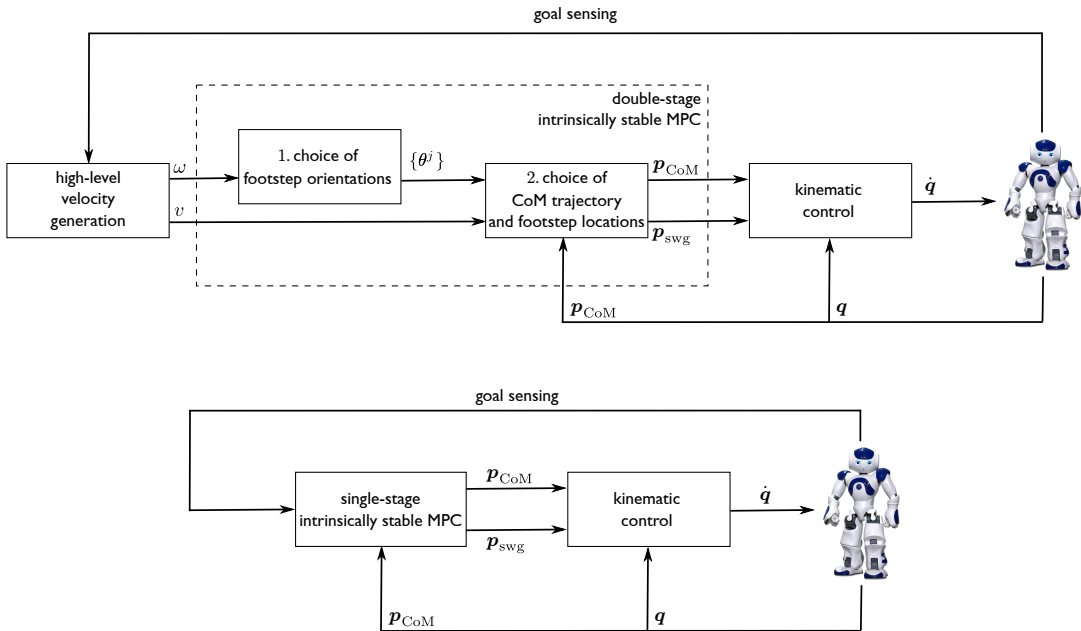 goal sensing
double-stage
intrinsically stable MPC
high-level
velocity
generation
ω
v
1. choice of
footstep orientations
{θ^j}
2. choice of
CoM trajectory
and footstep locations
p_CoM
p_swg
kinematic
control
q̇
p_CoM
q
goal sensing
single-stage
intrinsically stable MPC
p_CoM
p_swg
kinematic
control
q̇
p_CoM
q